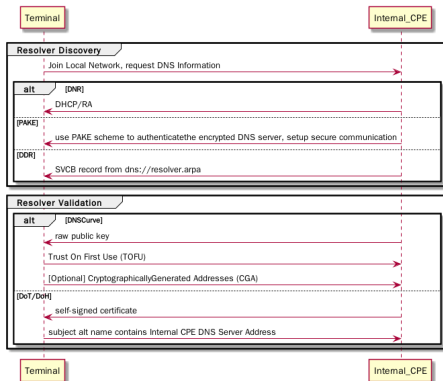 Terminal
Internal_CPE
Resolver Discovery
Join Local Network, request DNS Information
alt
[DNR]
DHCP/RA
[PAKE]
use PAKE scheme to authenticatethe encrypted DNS server, setup secure communication
[DDR]
SVCB record from dns://resolver.arpa
Resolver Validation
alt
[DNSCurve]
raw public key
Trust On First Use (TOFU)
[Optional] CryptographicallyGenerated Addresses (CGA)
[DoT/DoH]
self-signed certificate
subject alt name contains Internal CPE DNS Server Address
Terminal
Internal_CPE